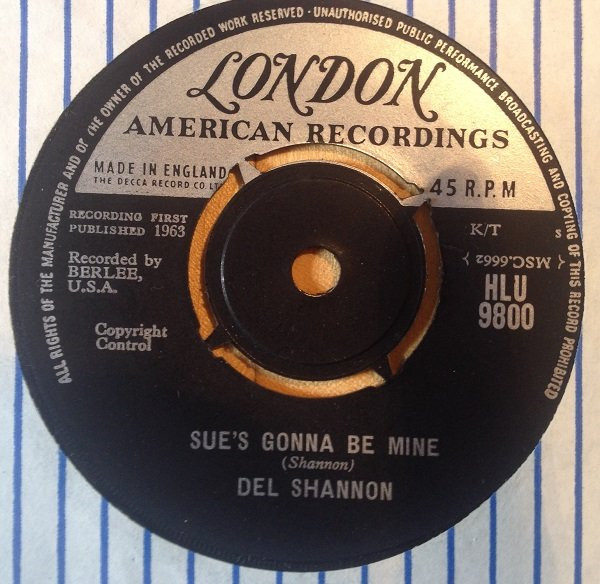 ALL RIGHTS OF THE MANUFACTURER AND OF THE OWNER OF THE RECORDED WORK RESERVED · UNAUTHORISED PUBLIC PERFORMANCE BROADCASTING AND COPYING OF THIS RECORD PROHIBITED
LONDON
AMERICAN RECORDINGS
MADE IN ENGLAND
THE DECCA RECORD CO. LT
45 R.P.M
RECORDING FIRST
PUBLISHED 1963
K/T
S
Recorded by
BERLEE,
U.S.A.
MSC.6662
HLU
9800
Copyright
Control
SUE'S GONNA BE MINE
(Shannon)
DEL SHANNON